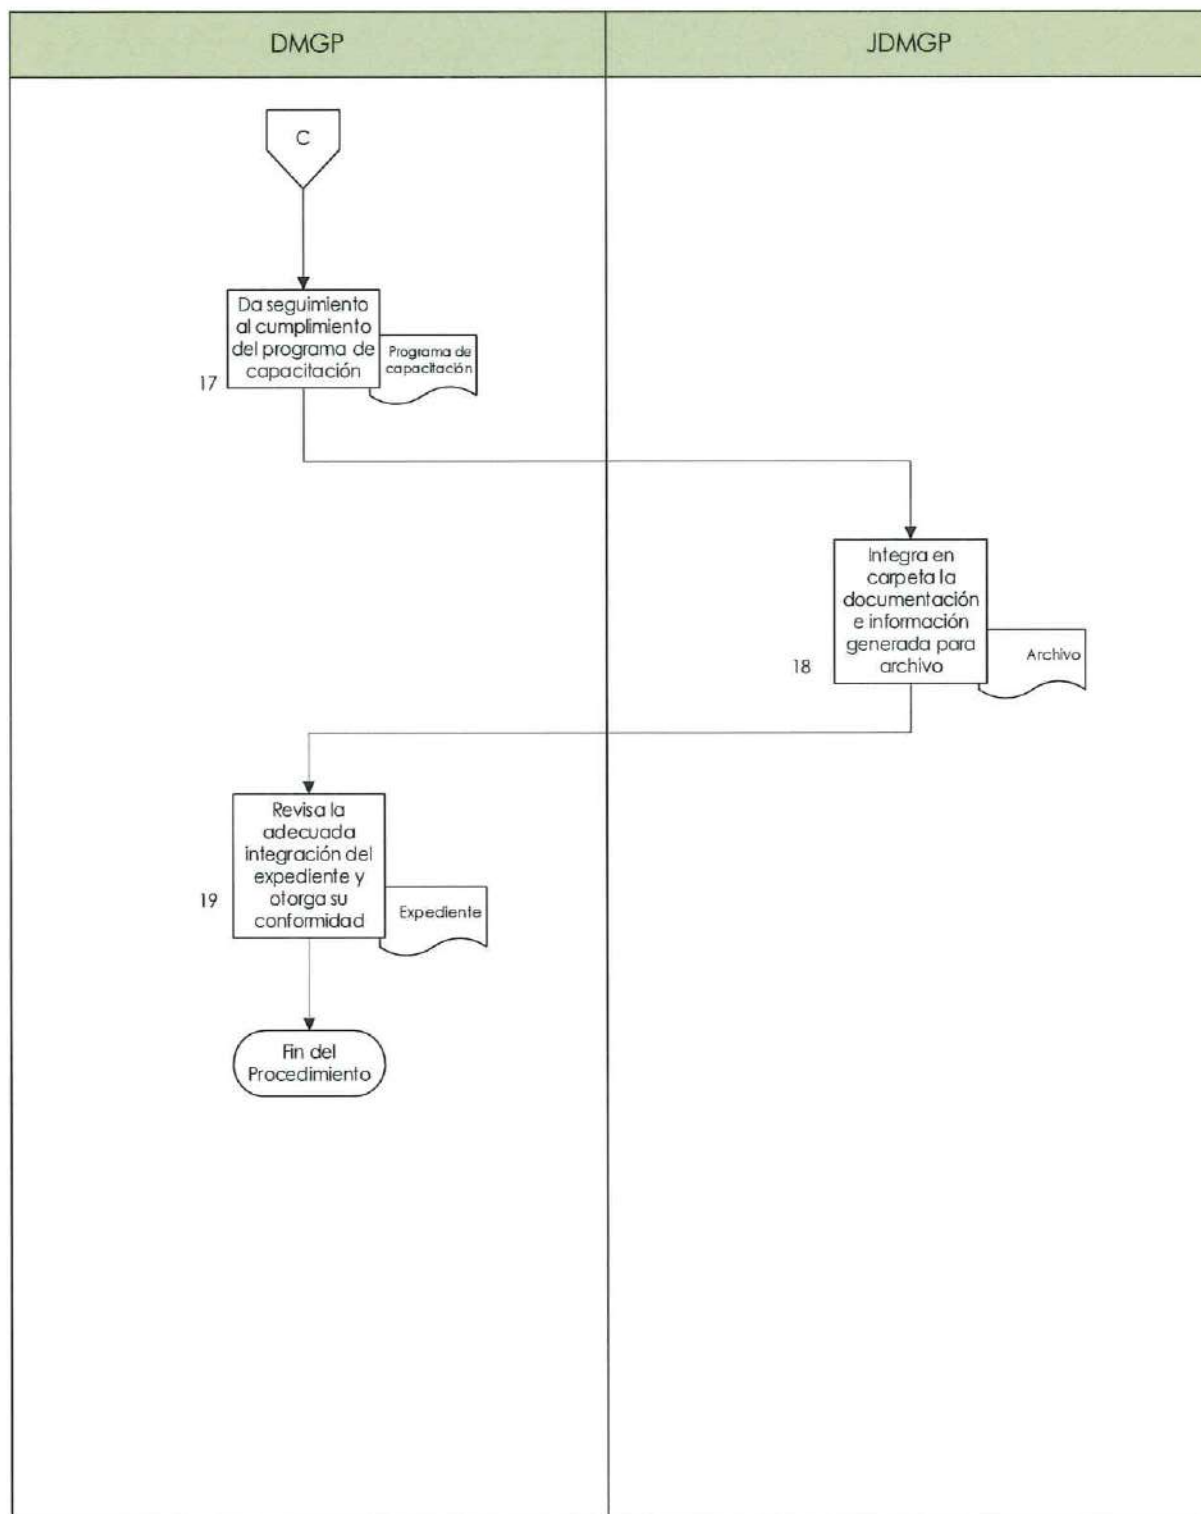 DMGP
JDMGP
C
Da seguimiento
al cumplimiento
del programa de
capacitación
Programa de
capacitación
17
Integra en
carpeta la
documentación
e información
generada para
archivo
Archivo
18
Revisa la
adecuada
integración del
expediente y
otorga su
conformidad
Expediente
19
Fin del
Procedimiento